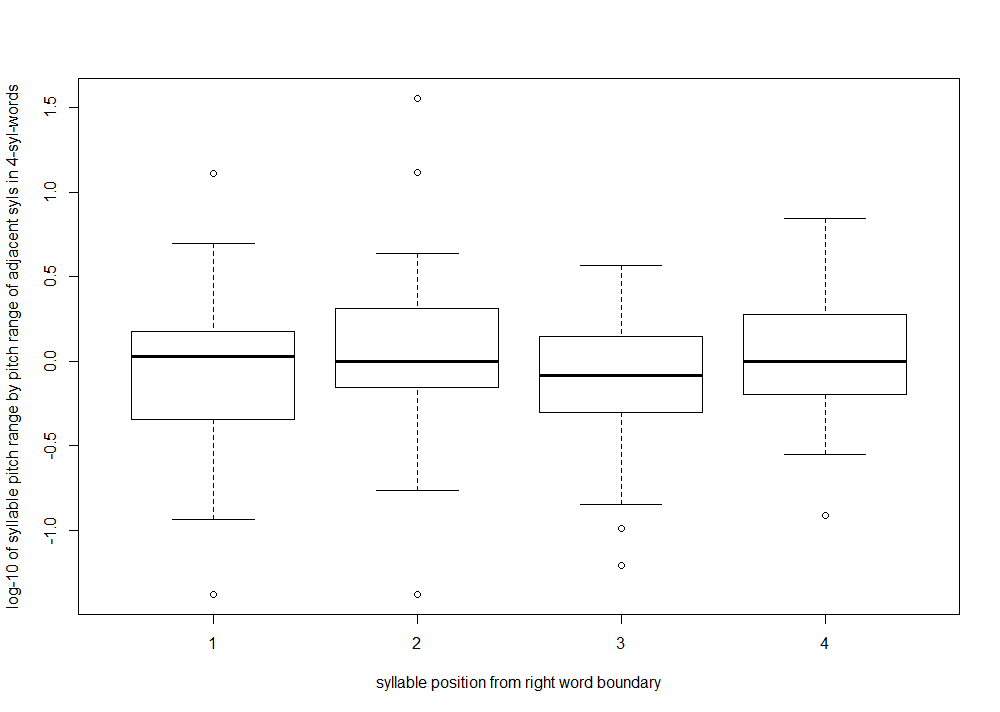 log-10 of syllable pitch range by pitch range of adjacent syls in 4-syl-words
1.5
1.0
0.5
0.0
-0.5
-1.0
1 2 3 4
syllable position from right word boundary